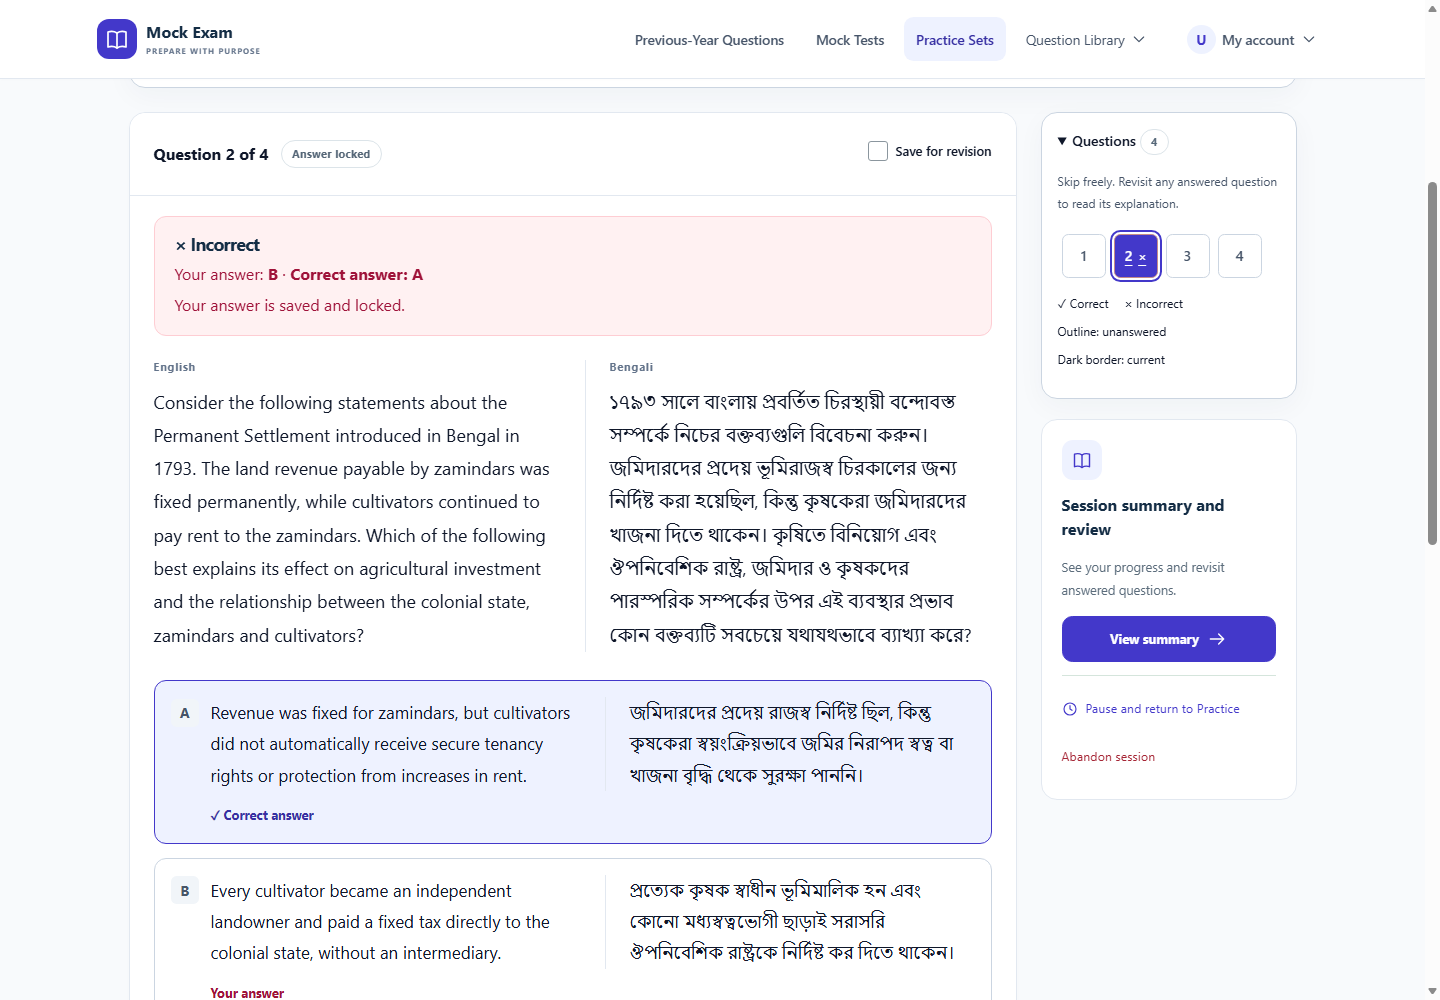 Mock Exam
PREPARE WITH PURPOSE
Previous-Year Questions
Mock Tests
Practice Sets
Question Library
U
My account
Question 2 of 4
Answer locked
Save for revision
× Incorrect
Your answer: B · Correct answer: A
Your answer is saved and locked.
English
Consider the following statements about the
Permanent Settlement introduced in Bengal in
1793. The land revenue payable by zamindars was
fixed permanently, while cultivators continued to
pay rent to the zamindars. Which of the following
best explains its effect on agricultural investment
and the relationship between the colonial state,
zamindars and cultivators?
Bengali
১৭৯৩ সালে বাংলায় প্রবর্তিত চিরস্থায়ী বন্দোবস্ত
সম্পর্কে নিচের বক্তব্যগুলি বিবেচনা করুন।
জমিদারদের প্রদেয় ভূমিরাজস্ব চিরকালের জন্য
নির্দিষ্ট করা হয়েছিল, কিন্তু কৃষকেরা জমিদারদের
খাজনা দিতে থাকেন। কৃষিতে বিনিয়োগ এবং
ঔপনিবেশিক রাষ্ট্র, জমিদার ও কৃষকদের
পারস্পরিক সম্পর্কের উপর এই ব্যবস্থার প্রভাব
কোন বক্তব্যটি সবচেয়ে যথাযথভাবে ব্যাখ্যা করে?
A
Revenue was fixed for zamindars, but cultivators
did not automatically receive secure tenancy
rights or protection from increases in rent.
জমিদারদের প্রদেয় রাজস্ব নির্দিষ্ট ছিল, কিন্তু
কৃষকেরা স্বয়ংক্রিয়ভাবে জমির নিরাপদ স্বত্ব বা
খাজনা বৃদ্ধি থেকে সুরক্ষা পাননি।
✓ Correct answer
B
Every cultivator became an independent
landowner and paid a fixed tax directly to the
colonial state, without an intermediary.
প্রত্যেক কৃষক স্বাধীন ভূমিমালিক হন এবং
কোনো মধ্যস্বত্বভোগী ছাড়াই সরাসরি
ঔপনিবেশিক রাষ্ট্রকে নির্দিষ্ট কর দিতে থাকেন।
Your answer
▼ Questions 4
Skip freely. Revisit any answered question
to read its explanation.
1
2 ×
3
4
✓ Correct × Incorrect
Outline: unanswered
Dark border: current
Session summary and
review
See your progress and revisit
answered questions.
View summary →
Pause and return to Practice
Abandon session